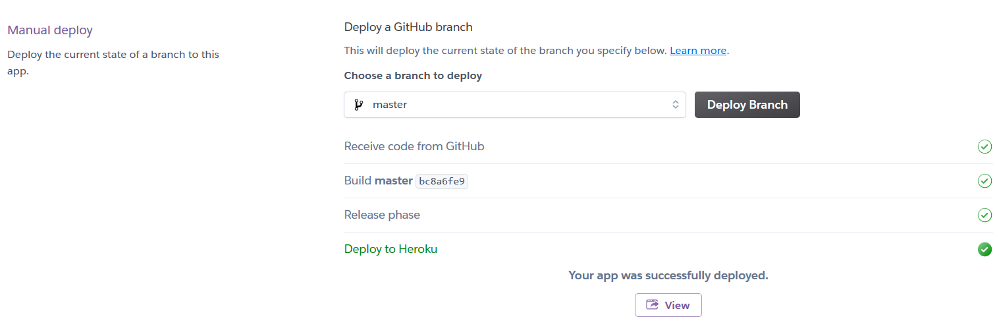 Manual deploy
Deploy the current state of a branch to this
app.
Deploy a GitHub branch
This will deploy the current state of the branch you specify below. Learn more.
Choose a branch to deploy
master
Deploy Branch
Receive code from GitHub
Build master bc8a6fe9
Release phase
Deploy to Heroku
Your app was successfully deployed.
View